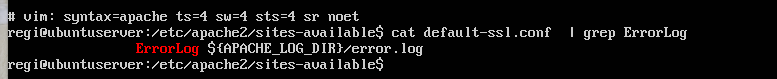 # vim: syntax=apache ts=4 sw=4 sts=4 sr noet
regi@ubuntuserver:/etc/apache2/sites-available$ cat default-ssl.conf  | grep ErrorLog
                ErrorLog ${APACHE_LOG_DIR}/error.log
regi@ubuntuserver:/etc/apache2/sites-available$